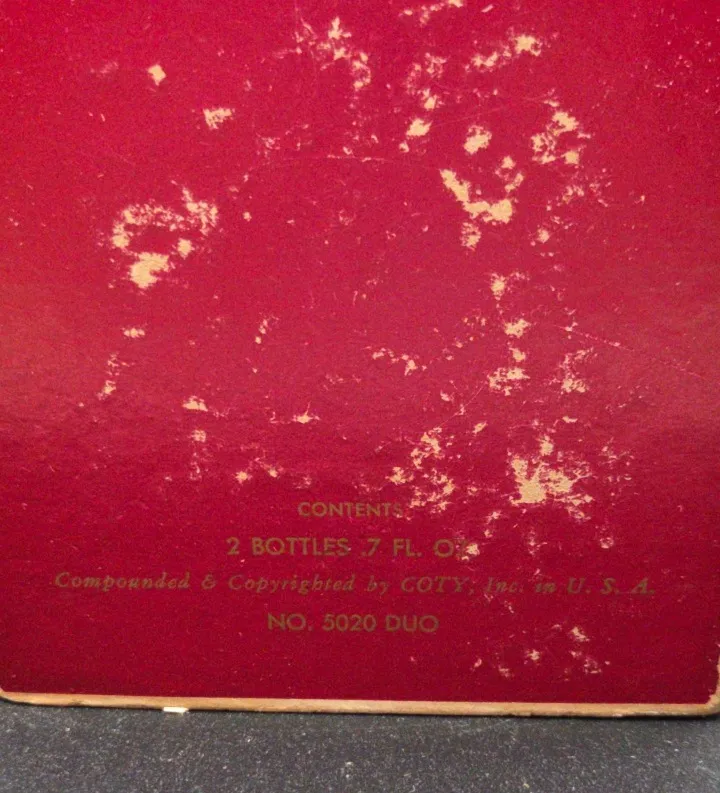 CONTENTS
2 BOTTLES .7 FL. OZ.
Compounded & Copyrighted by COTY, Inc. in U. S. A.
NO. 5020 DUO